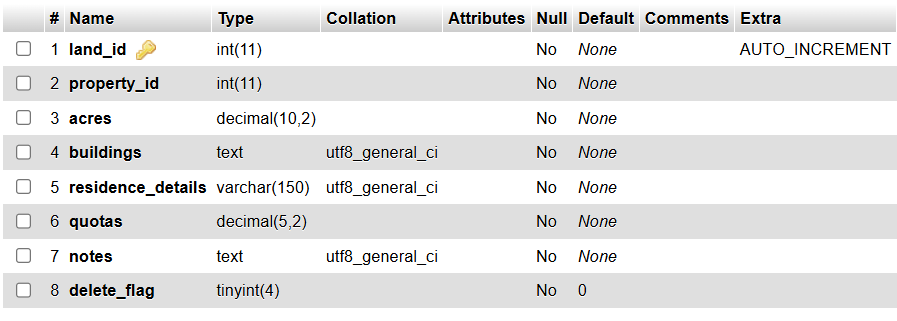 # Name Type Collation Attributes Null Default Comments Extra
1 land_id int(11) No None AUTO_INCREMENT
2 property_id int(11) No None
3 acres decimal(10,2) No None
4 buildings text utf8_general_ci No None
5 residence_details varchar(150) utf8_general_ci No None
6 quotas decimal(5,2) No None
7 notes text utf8_general_ci No None
8 delete_flag tinyint(4) No 0